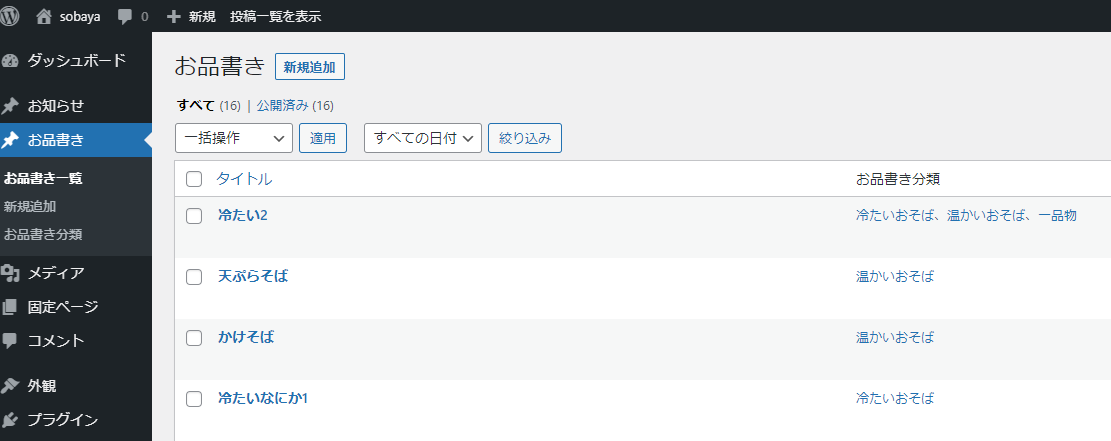 sobaya 0 新規 投稿一覧を表示
ダッシュボード
お知らせ
お品書き
お品書き一覧
新規追加
お品書き分類
メディア
固定ページ
コメント
外観
プラグイン
お品書き 新規追加
すべて (16) | 公開済み (16)
一括操作 適用 すべての日付 絞り込み
タイトル お品書き分類
冷たい2 冷たいおそば、温かいおそば、一品物
天ぷらそば 温かいおそば
かけそば 温かいおそば
冷たいなにか1 冷たいおそば